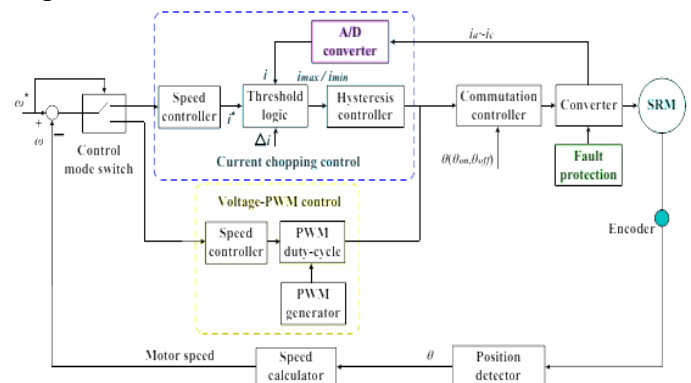 A/D
converter
ia~ic
i
imax / imin
ω*
+
−
ω
Control
mode switch
Speed
controller
i*
Threshold
logic
Δi
Hysteresis
controller
Current chopping control
Commutation
controller
θ(θon,θoff)
Converter
SRM
Fault
protection
Voltage-PWM control
Speed
controller
PWM
duty-cycle
PWM
generator
Encoder
Motor speed
Speed
calculator
θ
Position
detector